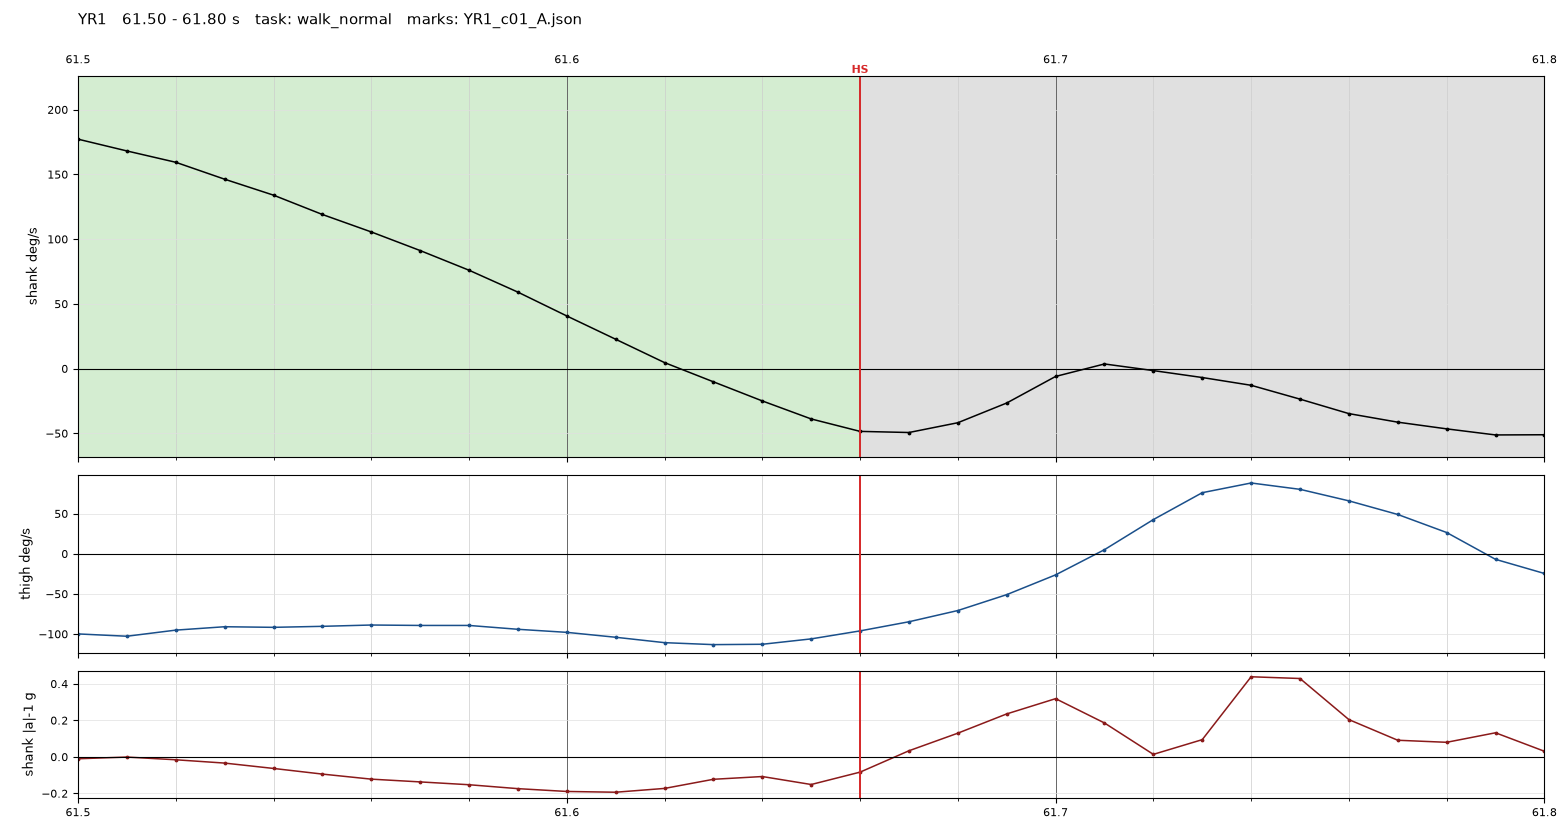 YR1   61.50 - 61.80 s   task: walk_normal   marks: YR1_c01_A.json
61.5 61.6 61.7 61.8
HS
200
150
100
50
0
−50
shank deg/s
50
0
−50
−100
thigh deg/s
0.4
0.2
0.0
−0.2
shank |a|-1 g
61.5 61.6 61.7 61.8